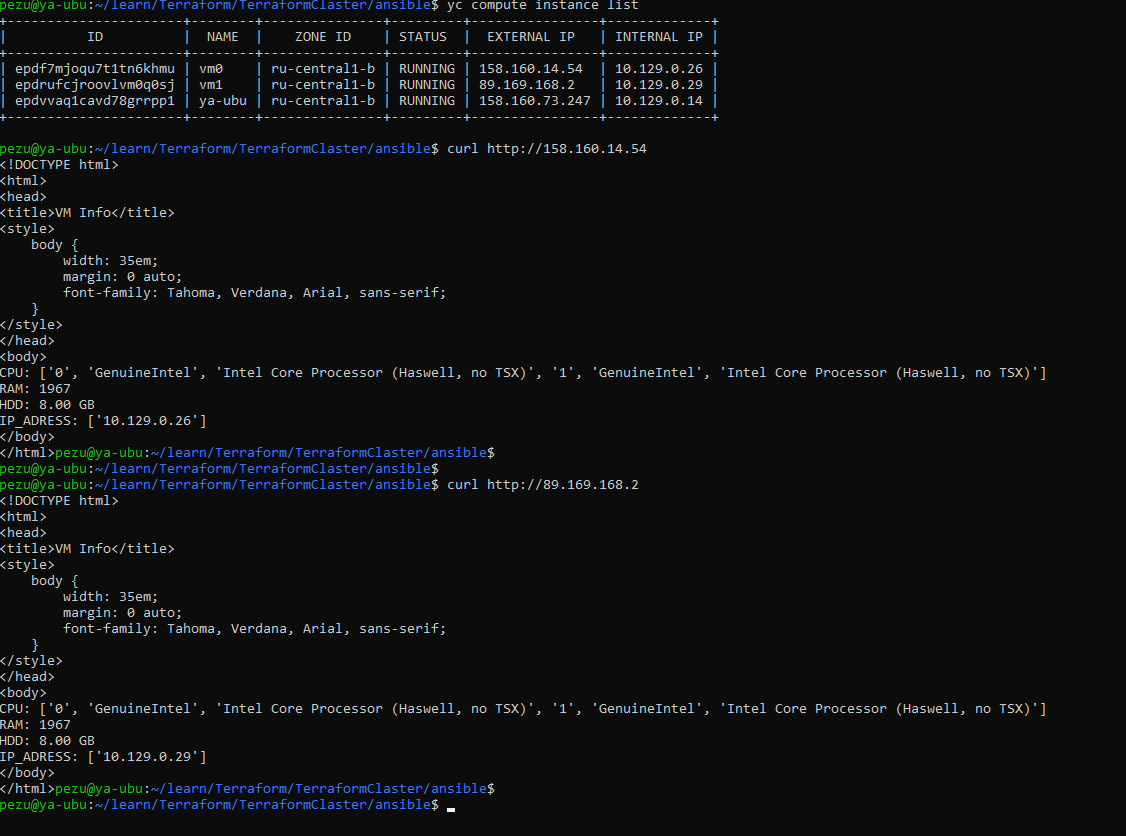 pezu@ya-ubu:~/learn/Terraform/TerraformClaster/ansible$ yc compute instance list
+----------------------+--------+---------------+---------+----------------+-------------+
|          ID          |  NAME  |    ZONE ID    | STATUS  |  EXTERNAL IP   | INTERNAL IP |
+----------------------+--------+---------------+---------+----------------+-------------+
| epdf7mjoqu7t1tn6khmu | vm0    | ru-central1-b | RUNNING | 158.160.14.54  | 10.129.0.26 |
| epdrufcjroovlvm0q0sj | vm1    | ru-central1-b | RUNNING | 89.169.168.2   | 10.129.0.29 |
| epdvvaq1cavd78grrpp1 | ya-ubu | ru-central1-b | RUNNING | 158.160.73.247 | 10.129.0.14 |
+----------------------+--------+---------------+---------+----------------+-------------+
pezu@ya-ubu:~/learn/Terraform/TerraformClaster/ansible$ curl http://158.160.14.54
<!DOCTYPE html>
<html>
<head>
<title>VM Info</title>
<style>
    body {
        width: 35em;
        margin: 0 auto;
        font-family: Tahoma, Verdana, Arial, sans-serif;
    }
</style>
</head>
<body>
CPU: ['0', 'GenuineIntel', 'Intel Core Processor (Haswell, no TSX)', '1', 'GenuineIntel', 'Intel Core Processor (Haswell, no TSX)']
RAM: 1967
HDD: 8.00 GB
IP_ADRESS: ['10.129.0.26']
</body>
</html>pezu@ya-ubu:~/learn/Terraform/TerraformClaster/ansible$
pezu@ya-ubu:~/learn/Terraform/TerraformClaster/ansible$
pezu@ya-ubu:~/learn/Terraform/TerraformClaster/ansible$ curl http://89.169.168.2
<!DOCTYPE html>
<html>
<head>
<title>VM Info</title>
<style>
    body {
        width: 35em;
        margin: 0 auto;
        font-family: Tahoma, Verdana, Arial, sans-serif;
    }
</style>
</head>
<body>
CPU: ['0', 'GenuineIntel', 'Intel Core Processor (Haswell, no TSX)', '1', 'GenuineIntel', 'Intel Core Processor (Haswell, no TSX)']
RAM: 1967
HDD: 8.00 GB
IP_ADRESS: ['10.129.0.29']
</body>
</html>pezu@ya-ubu:~/learn/Terraform/TerraformClaster/ansible$
pezu@ya-ubu:~/learn/Terraform/TerraformClaster/ansible$